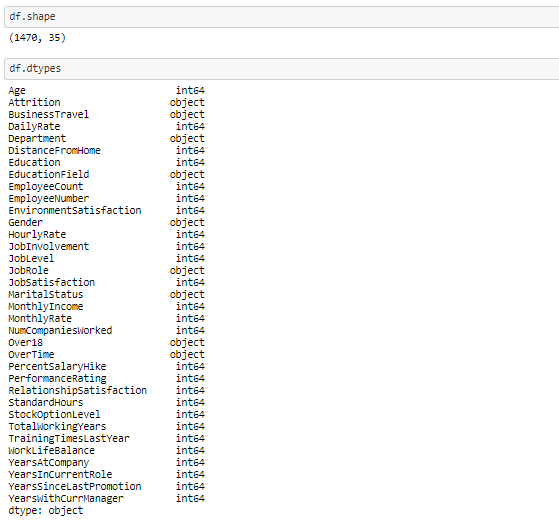 df.shape
(1470, 35)
df.dtypes
Age int64
Attrition object
BusinessTravel object
DailyRate int64
Department object
DistanceFromHome int64
Education int64
EducationField object
EmployeeCount int64
EmployeeNumber int64
EnvironmentSatisfaction int64
Gender object
HourlyRate int64
JobInvolvement int64
JobLevel int64
JobRole object
JobSatisfaction int64
MaritalStatus object
MonthlyIncome int64
MonthlyRate int64
NumCompaniesWorked int64
Over18 object
OverTime object
PercentSalaryHike int64
PerformanceRating int64
RelationshipSatisfaction int64
StandardHours int64
StockOptionLevel int64
TotalWorkingYears int64
TrainingTimesLastYear int64
WorkLifeBalance int64
YearsAtCompany int64
YearsInCurrentRole int64
YearsSinceLastPromotion int64
YearsWithCurrManager int64
dtype: object